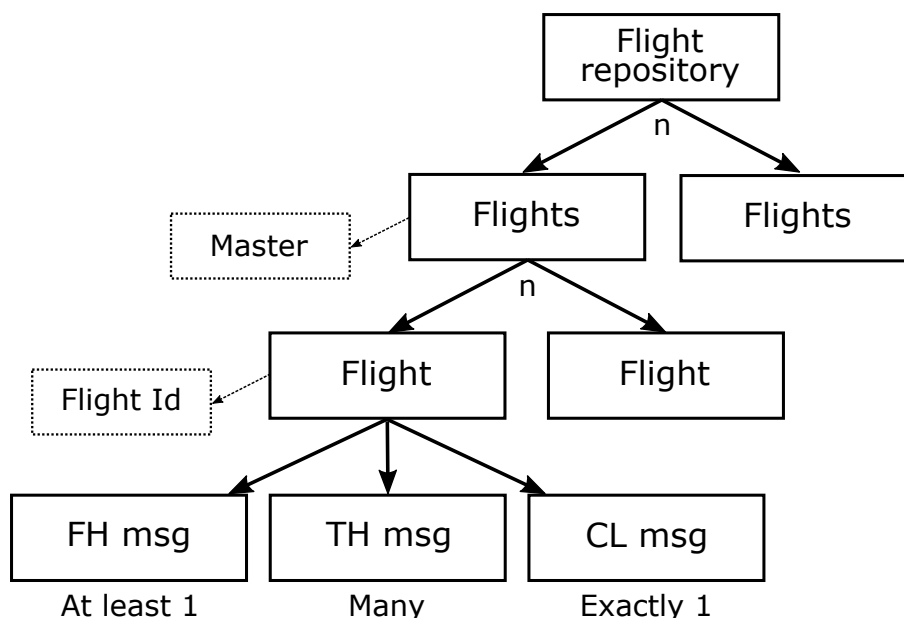 Flight
repository
n
Flights
Flights
Master
n
Flight
Flight
Flight Id
FH msg
TH msg
CL msg
At least 1
Many
Exactly 1